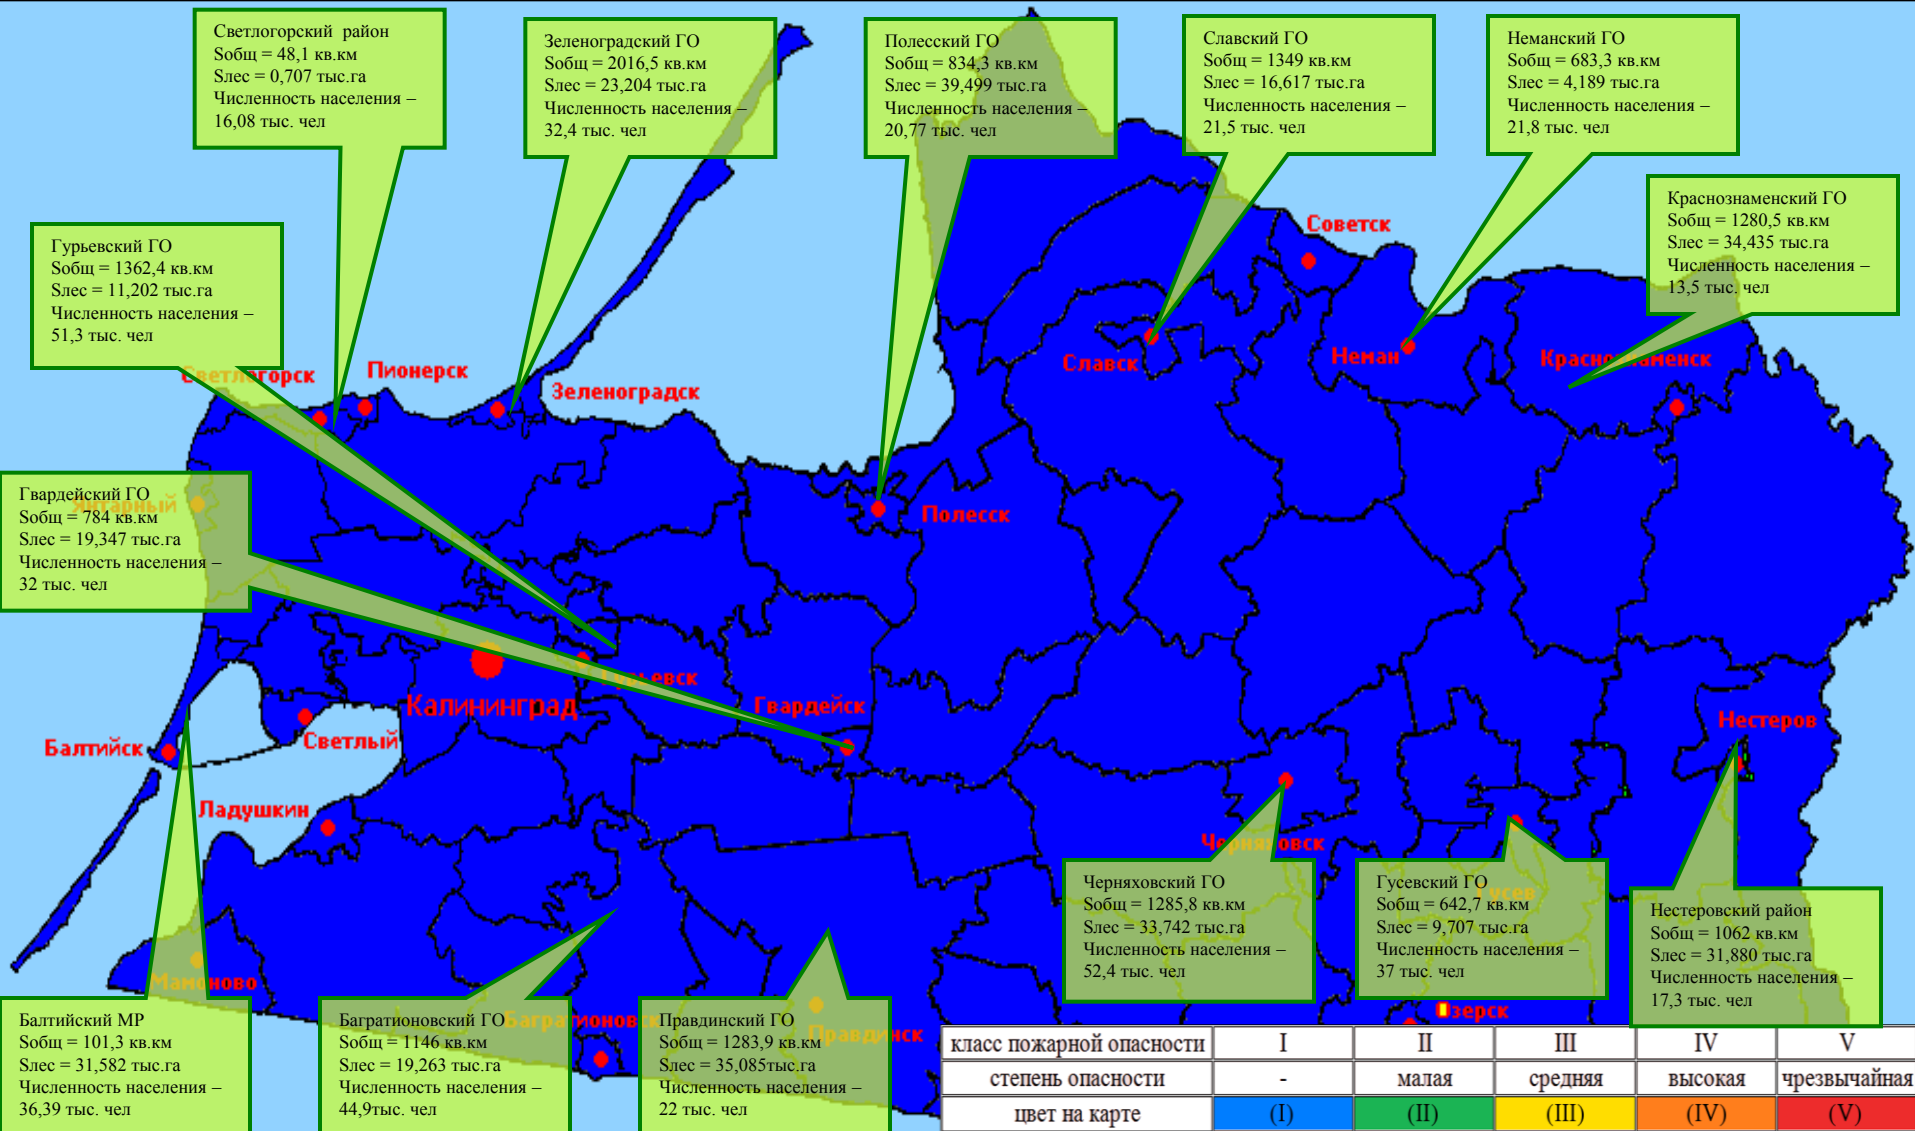 Светлогорский район
Sобщ = 48,1 кв.км
Sлес = 0,707 тыс.га
Численность населения –
16,08 тыс. чел
Зеленоградский ГО
Sобщ = 2016,5 кв.км
Sлес = 23,204 тыс.га
Численность населения –
32,4 тыс. чел
Полесский ГО
Sобщ = 834,3 кв.км
Sлес = 39,499 тыс.га
Численность населения –
20,77 тыс. чел
Славский ГО
Sобщ = 1349 кв.км
Sлес = 16,617 тыс.га
Численность населения –
21,5 тыс. чел
Неманский ГО
Sобщ = 683,3 кв.км
Sлес = 4,189 тыс.га
Численность населения –
21,8 тыс. чел
Краснознаменский ГО
Sобщ = 1280,5 кв.км
Sлес = 34,435 тыс.га
Численность населения –
13,5 тыс. чел
Гурьевский ГО
Sобщ = 1362,4 кв.км
Sлес = 11,202 тыс.га
Численность населения –
51,3 тыс. чел
Советск
Славск
Неман
Краснознаменск
Светлогорск
Пионерск
Зеленоградск
Гвардейский ГО
Sобщ = 784 кв.км
Sлес = 19,347 тыс.га
Численность населения –
32 тыс. чел
Янтарный
Полесск
Гурьевск
Калининград
Гвардейск
Нестеров
Балтийск
Светлый
Ладушкин
Черняховск
Черняховский ГО
Sобщ = 1285,8 кв.км
Sлес = 33,742 тыс.га
Численность населения –
52,4 тыс. чел
Гусевский ГО
Sобщ = 642,7 кв.км
Sлес = 9,707 тыс.га
Численность населения –
37 тыс. чел
Гусев
Нестеровский район
Sобщ = 1062 кв.км
Sлес = 31,880 тыс.га
Численность населения –
17,3 тыс. чел
Мамоново
Балтийский МР
Sобщ = 101,3 кв.км
Sлес = 31,582 тыс.га
Численность населения –
36,39 тыс. чел
Багратионовский ГО
Sобщ = 1146 кв.км
Sлес = 19,263 тыс.га
Численность населения –
44,9тыс. чел
Багратионовск
Правдинский ГО
Sобщ = 1283,9 кв.км
Sлес = 35,085тыс.га
Численность населения –
22 тыс. чел
Правдинск
зерск
класс пожарной опасности I II III IV V
степень опасности - малая средняя высокая чрезвычайная
цвет на карте (I) (II) (III) (IV) (V)